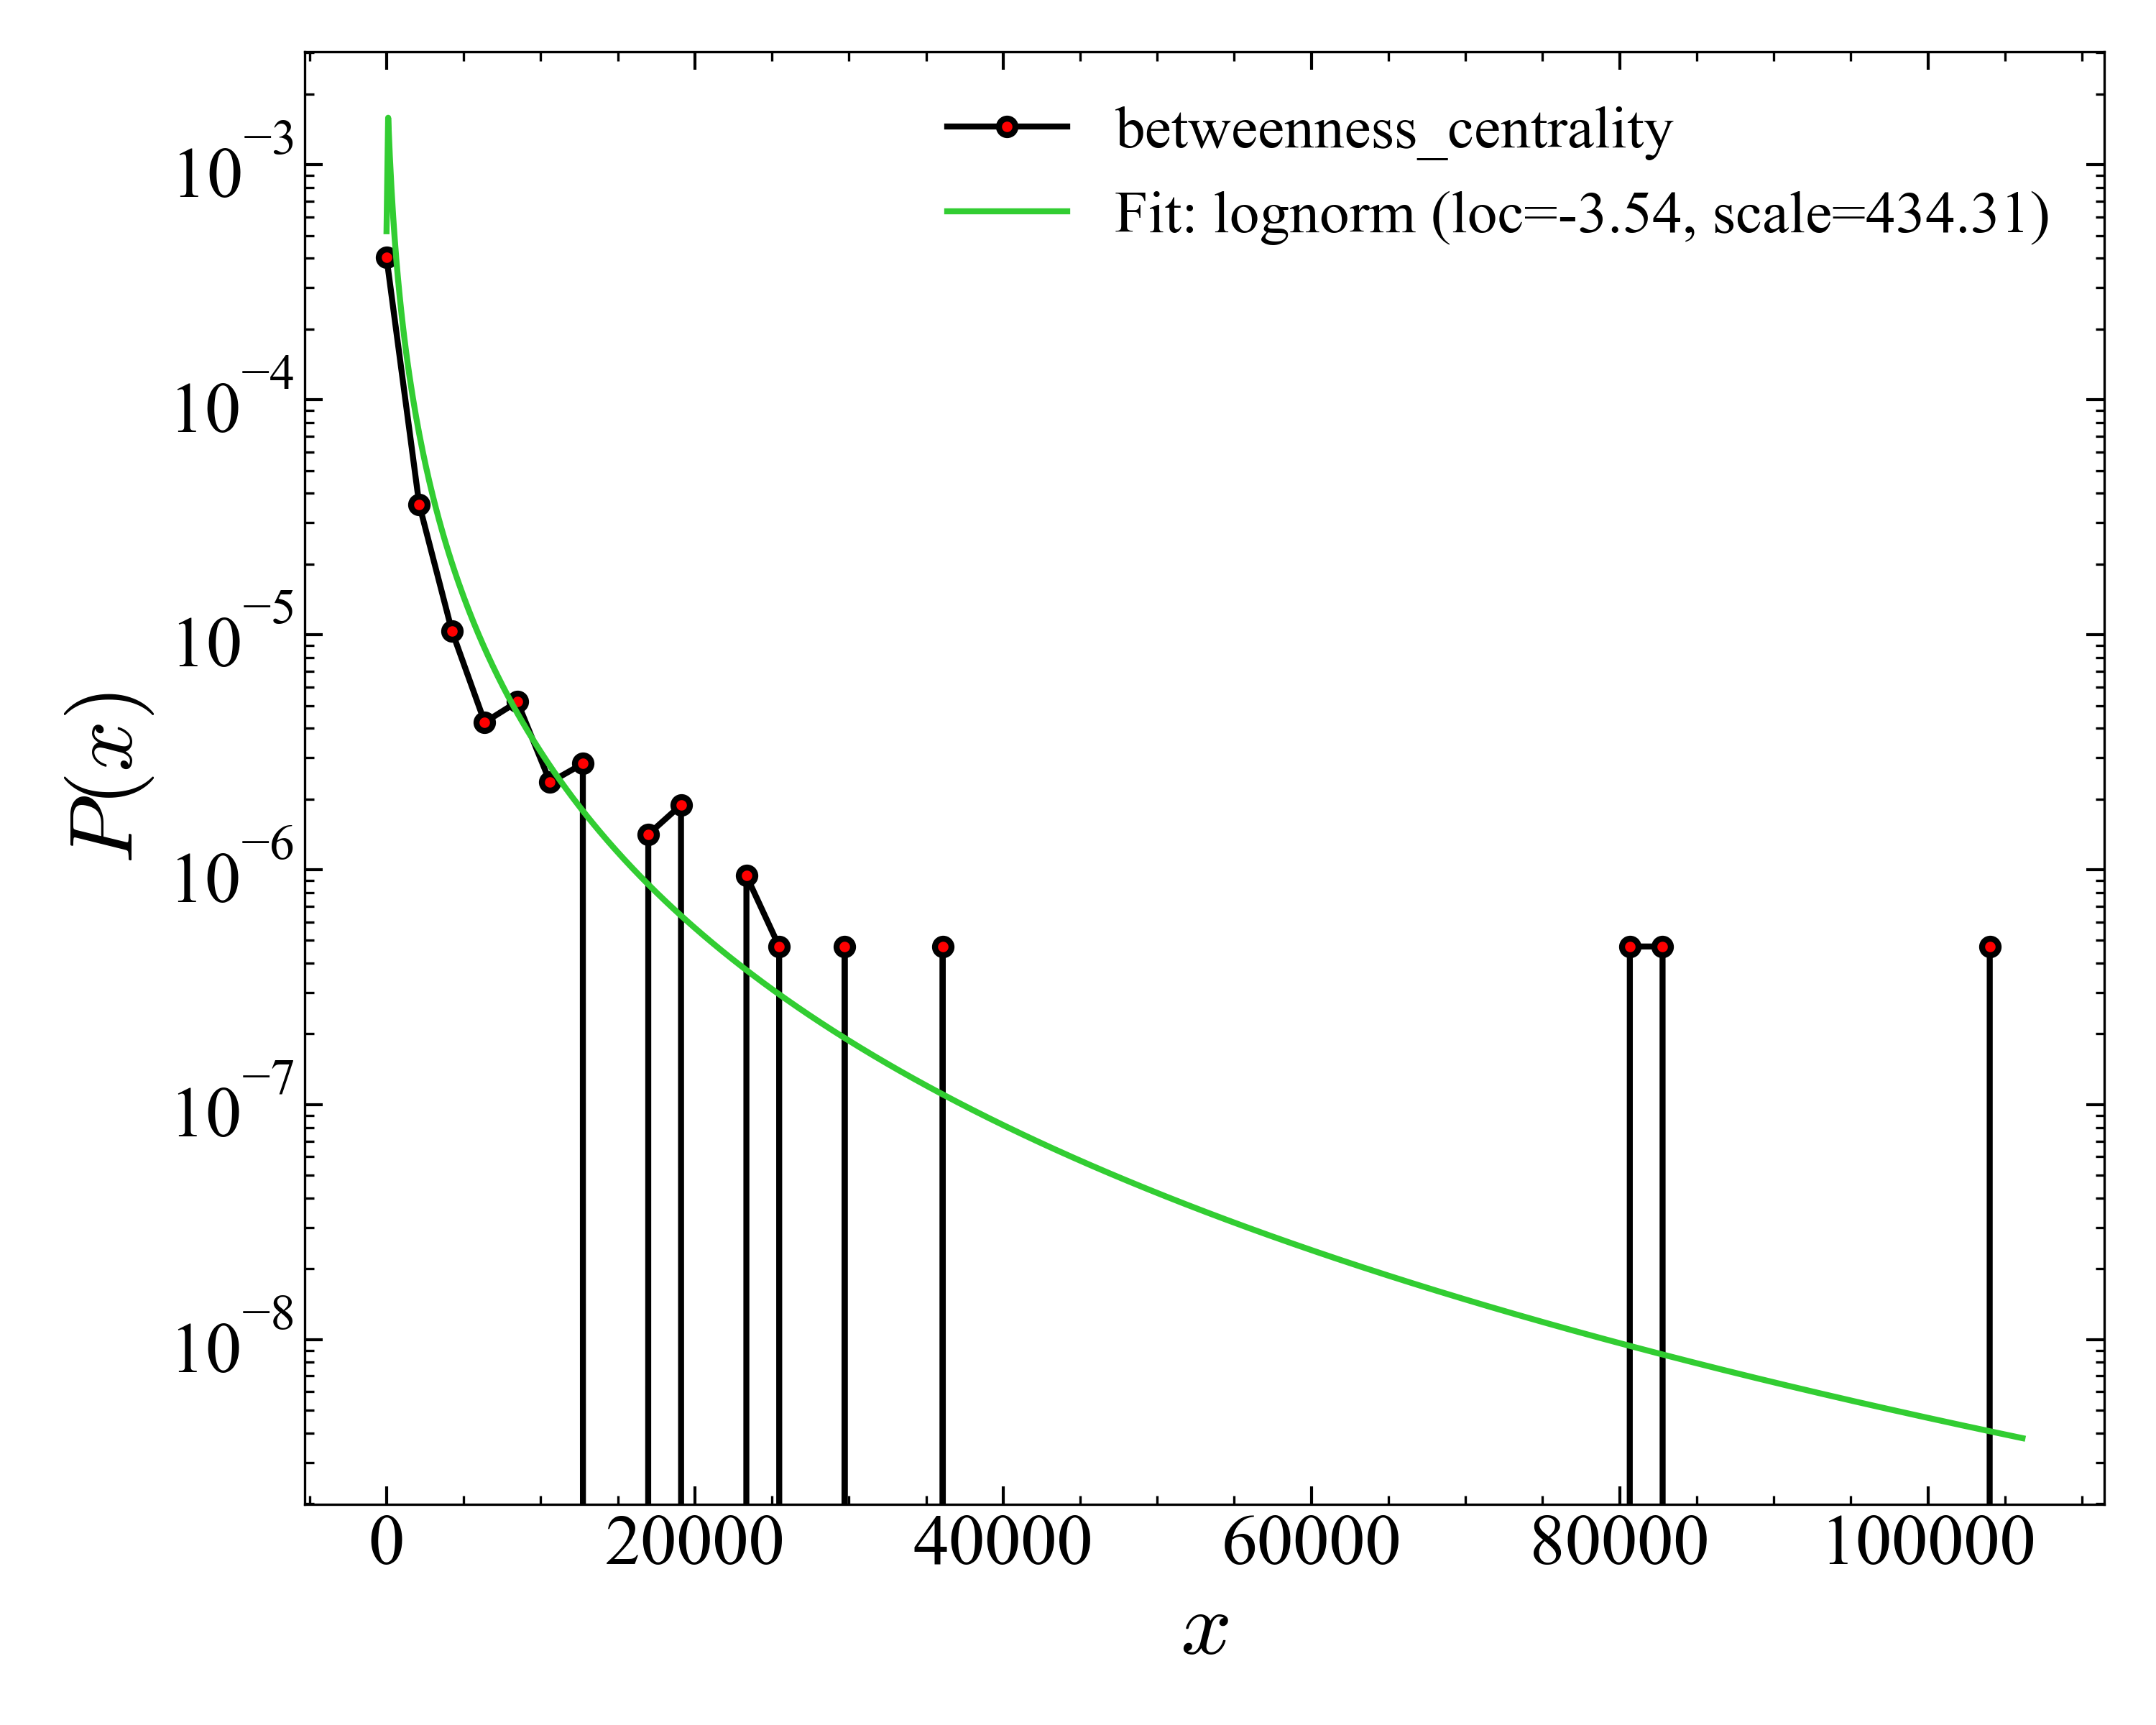 betweennes_centrality
Fit: lognorm (loc=-3.54, scale=434.31)
10⁻³
10⁻⁴
10⁻⁵
10⁻⁶
10⁻⁷
10⁻⁸
P(x)
0 20000 40000 60000 80000 100000
x